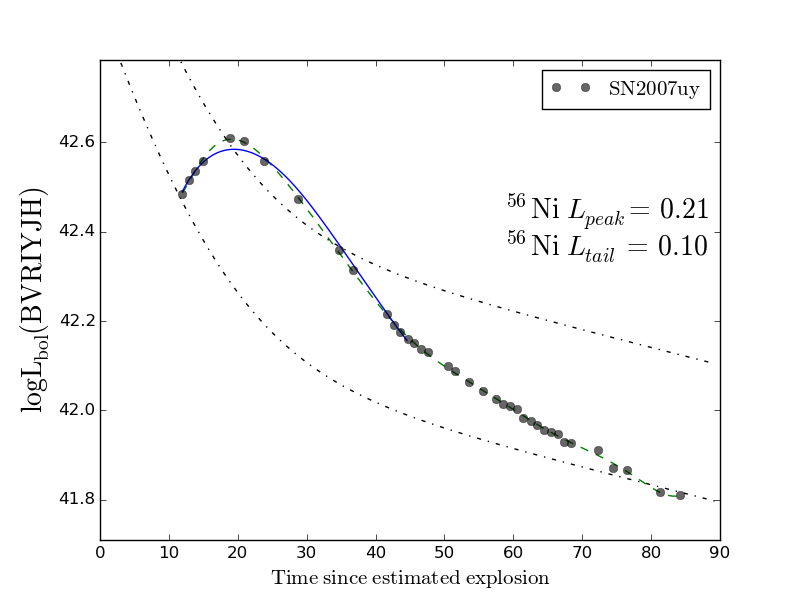 SN2007uy
⁵⁶Ni L_peak = 0.21
⁵⁶Ni L_tail = 0.10
logL_bol(BVRIYJH)
42.6
42.4
42.2
42.0
41.8
0 10 20 30 40 50 60 70 80 90
Time since estimated explosion